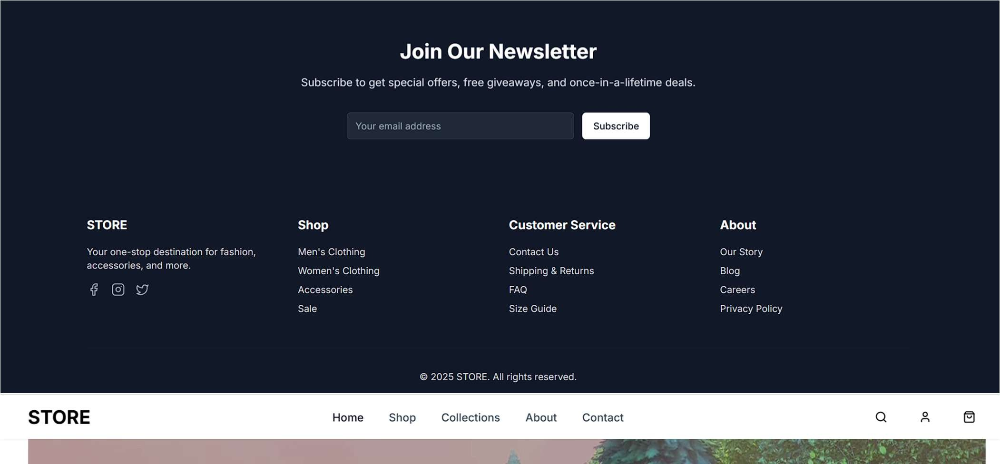 Join Our Newsletter
Subscribe to get special offers, free giveaways, and once-in-a-lifetime deals.
Your email address
Subscribe
STORE
Your one-stop destination for fashion,
accessories, and more.
Shop
Men's Clothing
Women's Clothing
Accessories
Sale
Customer Service
Contact Us
Shipping & Returns
FAQ
Size Guide
About
Our Story
Blog
Careers
Privacy Policy
© 2025 STORE. All rights reserved.
STORE
Home
Shop
Collections
About
Contact